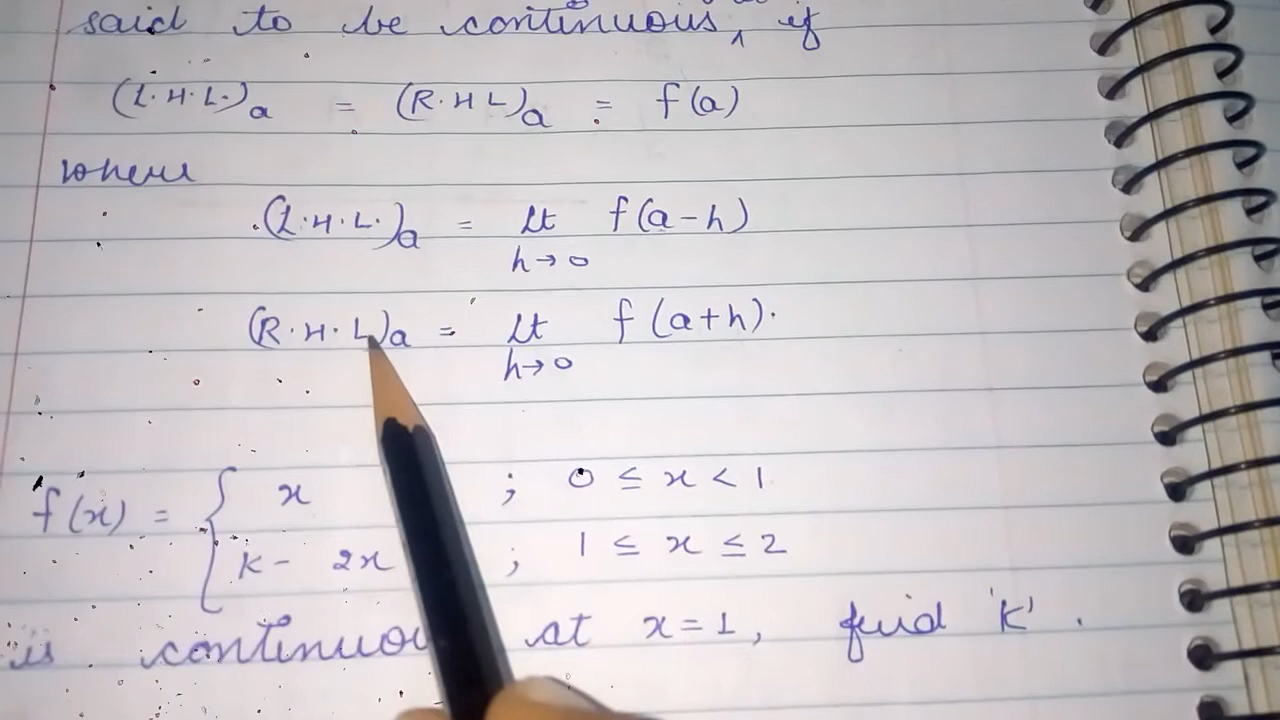 said to be continuous, if
(L.H.L.)a = (R.H L)a = f(a)
where
(L.H.L.)a = lt f(a-h)
h→0
(R.H.L)a = lt f(a+h).
h→0
f(x) = { x ; 0 ≤ x < 1
k - 2x ; 1 ≤ x ≤ 2
is continuou at x=1, find 'k'.